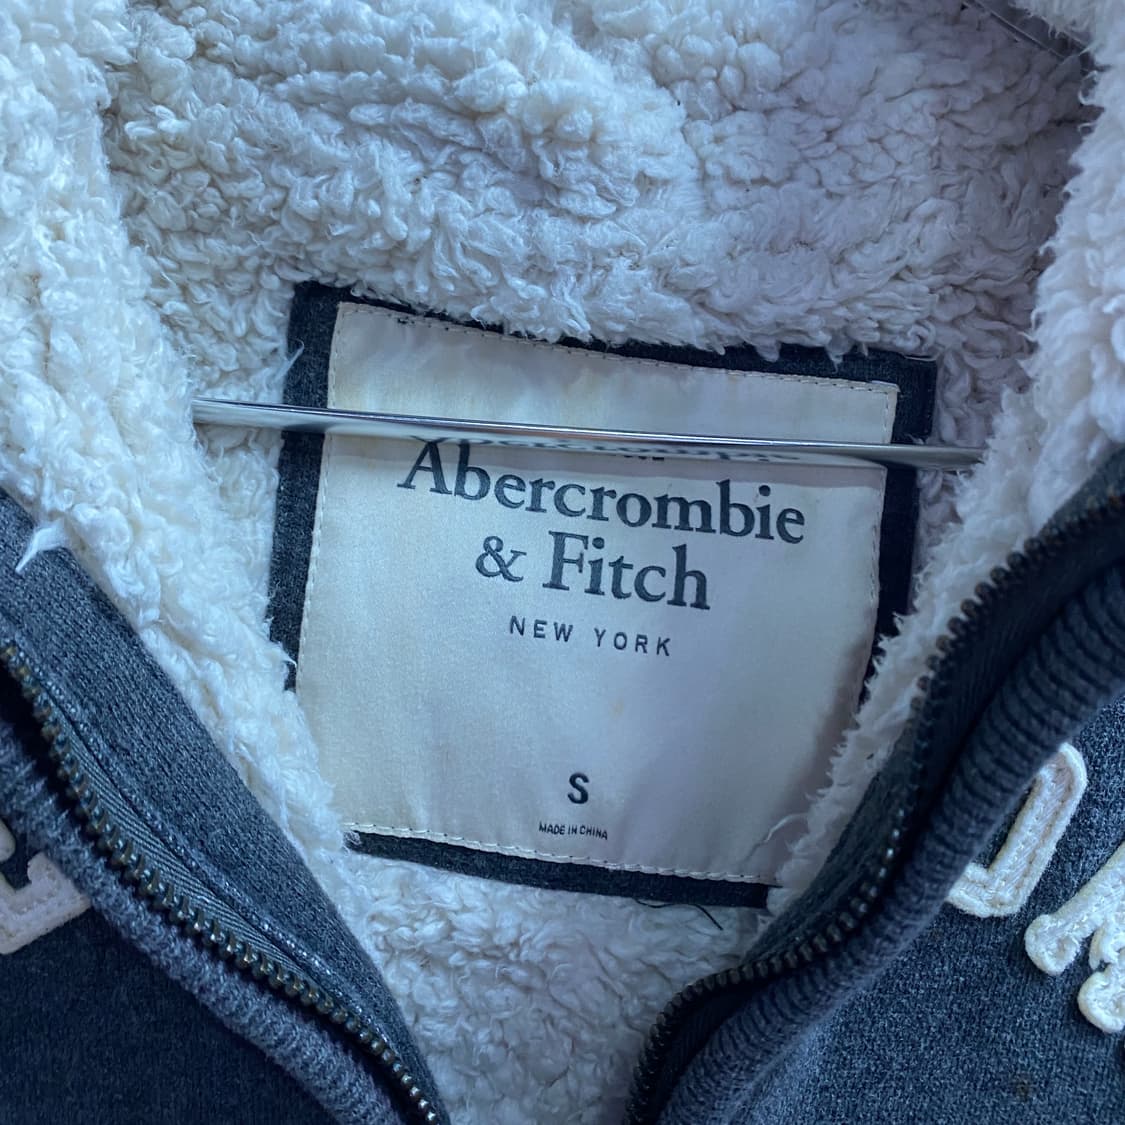 Abercrombie
& Fitch
NEW YORK
S
MADE IN CHINA